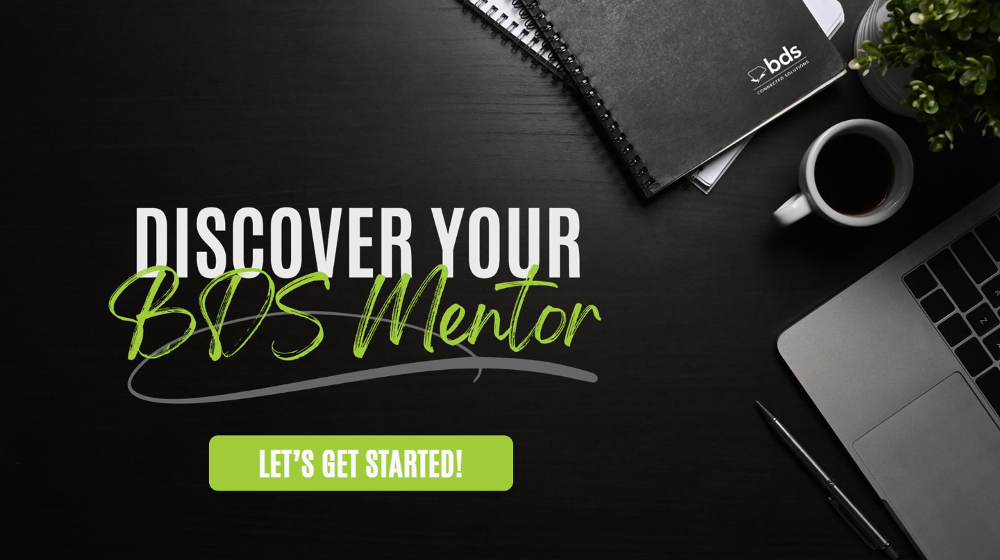 bds
CONNECTED SOLUTIONS
DISCOVER YOUR
BDS Mentor
LET'S GET STARTED!
A
Z